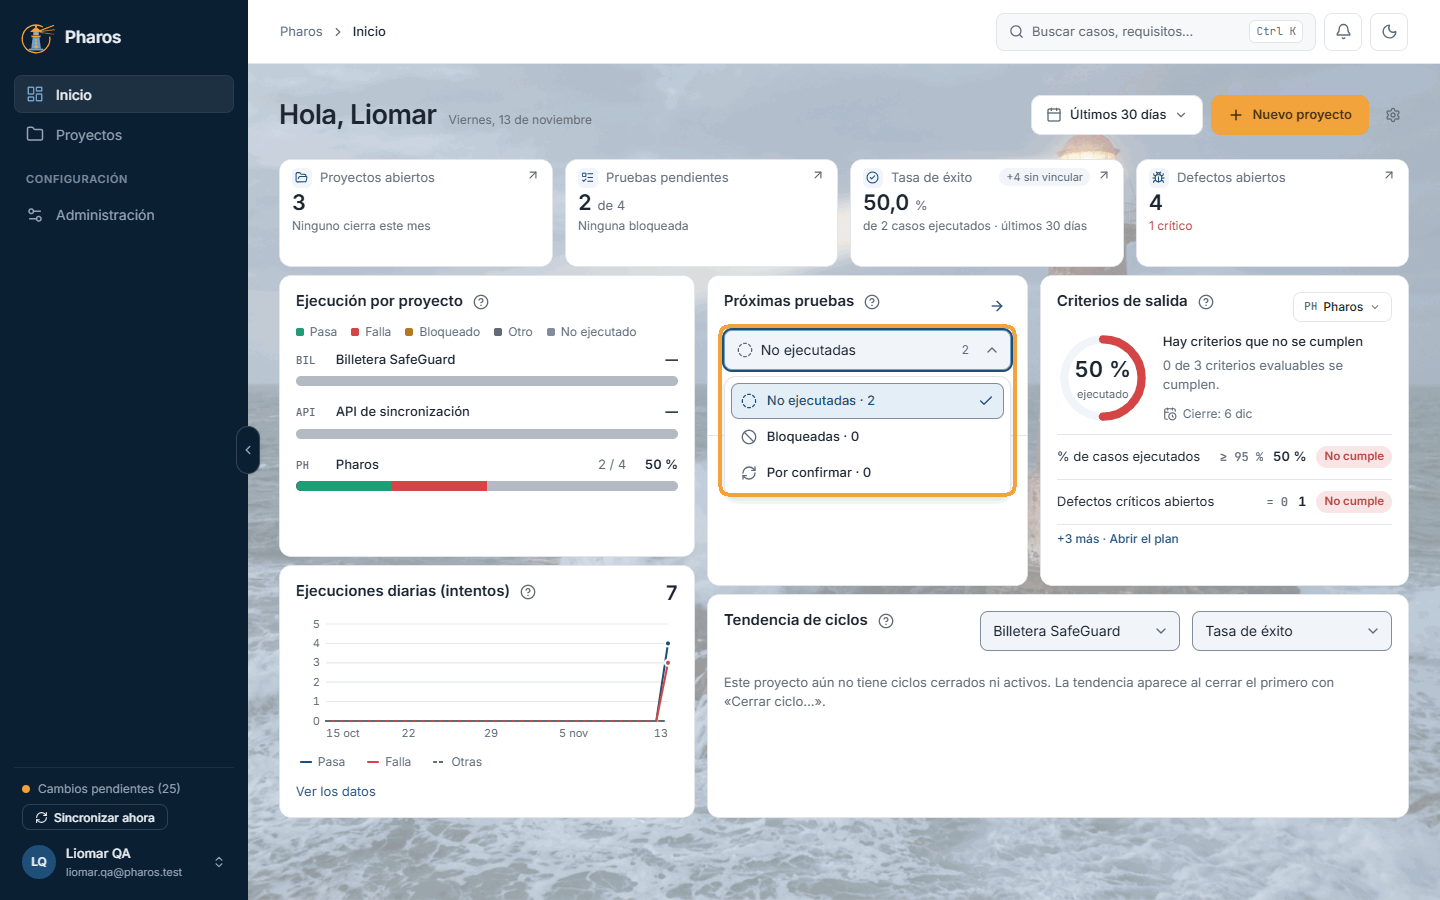 Pharos
Inicio
Proyectos
CONFIGURACIÓN
Administración
Cambios pendientes (25)
Sincronizar ahora
LQ
Liomar QA
liomar.qa@pharos.test
Pharos > Inicio
Buscar casos, requisitos... Ctrl K
Hola, Liomar Viernes, 13 de noviembre
Últimos 30 días
+ Nuevo proyecto
Proyectos abiertos
3
Ninguno cierra este mes
Pruebas pendientes
2 de 4
Ninguna bloqueada
Tasa de éxito +4 sin vincular
50,0 %
de 2 casos ejecutados · últimos 30 días
Defectos abiertos
4
1 crítico
Ejecución por proyecto
Pasa Falla Bloqueado Otro No ejecutado
BIL Billetera SafeGuard —
API API de sincronización —
PH Pharos 2 / 4 50 %
Próximas pruebas
No ejecutadas 2
No ejecutadas · 2
Bloqueadas · 0
Por confirmar · 0
Criterios de salida
PH Pharos
50 %
ejecutado
Hay criterios que no se cumplen
0 de 3 criterios evaluables se
cumplen.
Cierre: 6 dic
% de casos ejecutados ≥ 95 % 50 % No cumple
Defectos críticos abiertos = 0 1 No cumple
+3 más · Abrir el plan
Ejecuciones diarias (intentos) 7
5
4
3
2
1
0
15 oct 22 29 5 nov 13
Pasa Falla Otras
Ver los datos
Tendencia de ciclos
Billetera SafeGuard
Tasa de éxito
Este proyecto aún no tiene ciclos cerrados ni activos. La tendencia aparece al cerrar el primero con
«Cerrar ciclo...».